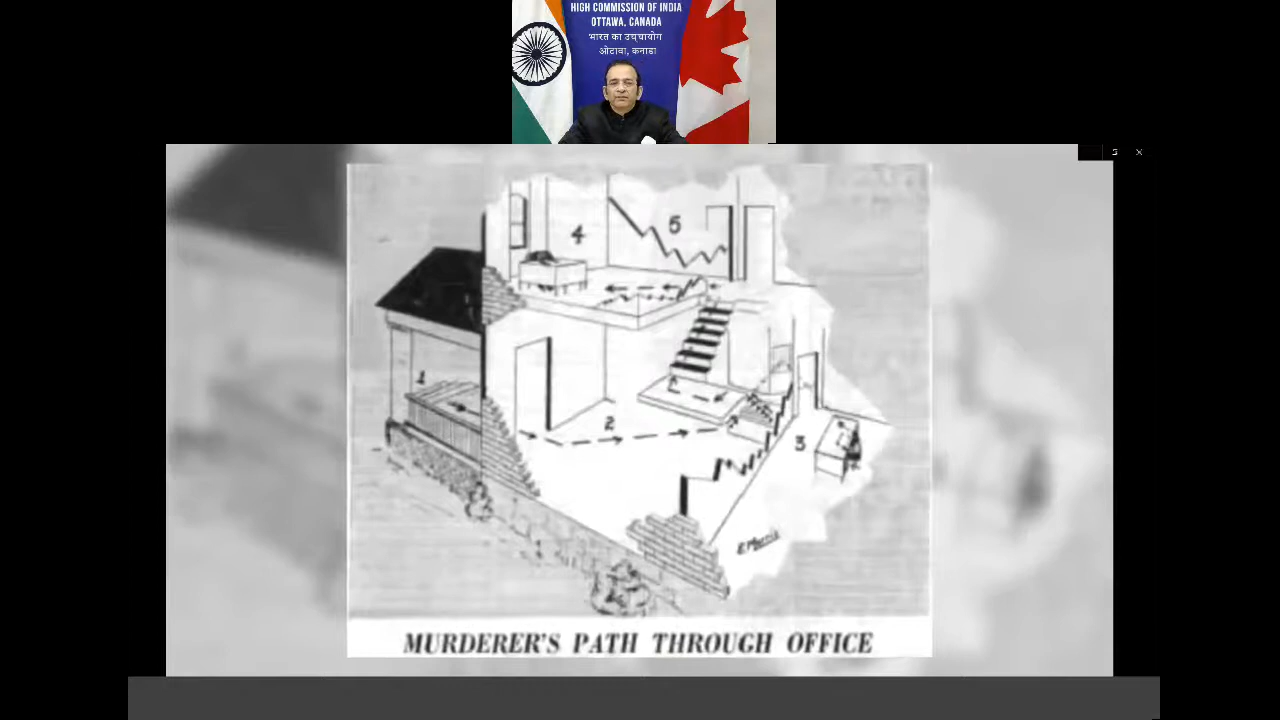 HIGH COMMISSION OF INDIA
OTTAWA, CANADA
भारत का उच्चायोग
ओटावा, कनाडा
4
5
1
2
3
E.Morris
MURDERER'S PATH THROUGH OFFICE